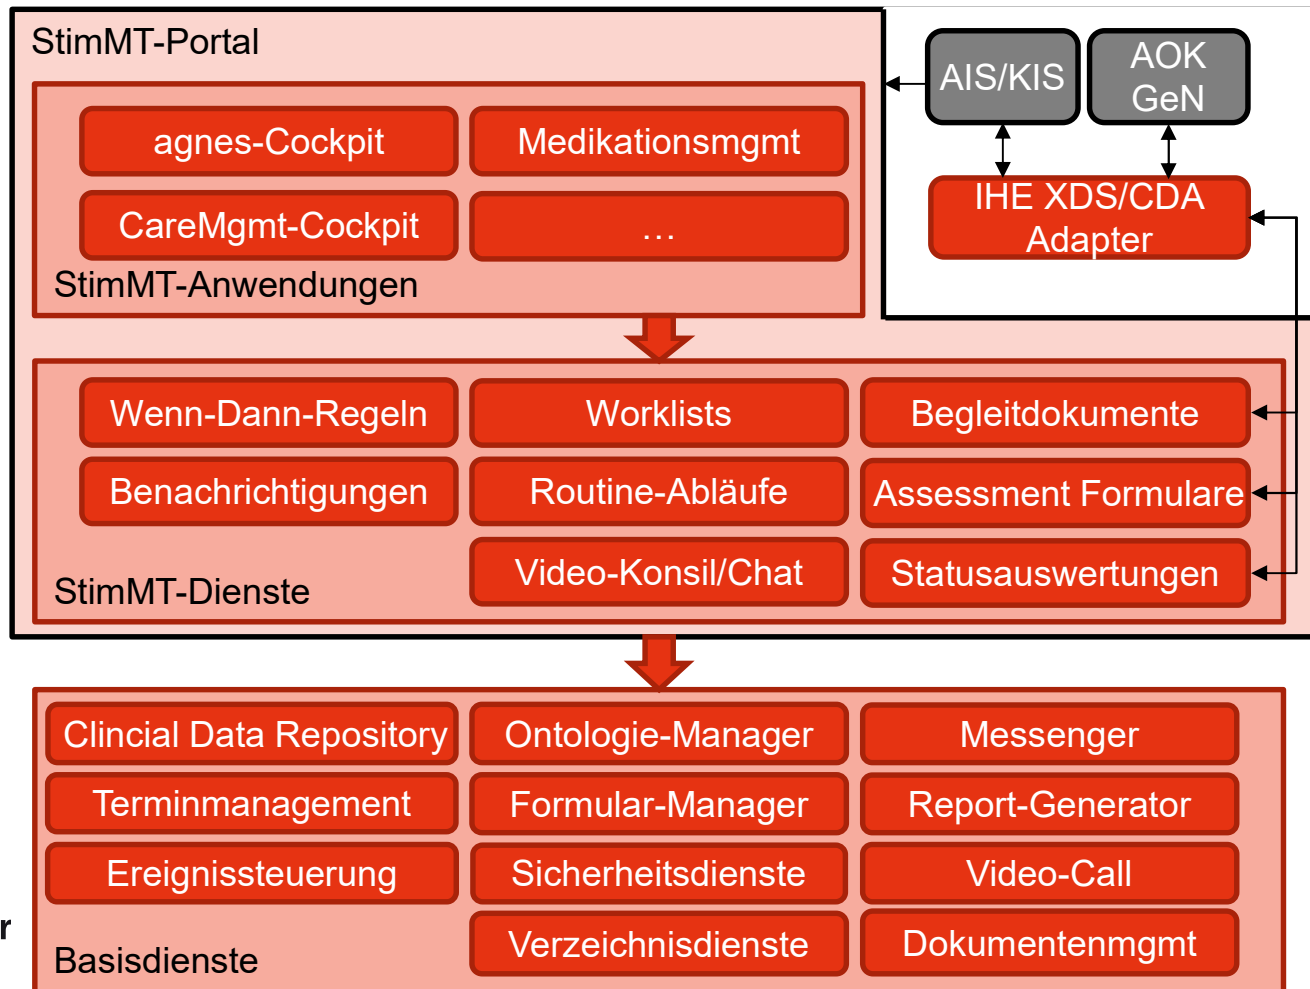 StimMT-Portal
agnes-Cockpit
Medikationsmgmt
CareMgmt-Cockpit
...
StimMT-Anwendungen
AIS/KIS
AOK
GeN
IHE XDS/CDA
Adapter
Wenn-Dann-Regeln
Worklists
Begleitdokumente
Benachrichtigungen
Routine-Abläufe
Assessment Formulare
Video-Konsil/Chat
Statusauswertungen
StimMT-Dienste
Clincial Data Repository
Ontologie-Manager
Messenger
Terminmanagement
Formular-Manager
Report-Generator
Ereignissteuerung
Sicherheitsdienste
Video-Call
r
Verzeichnisdienste
Dokumentenmgmt
Basisdienste